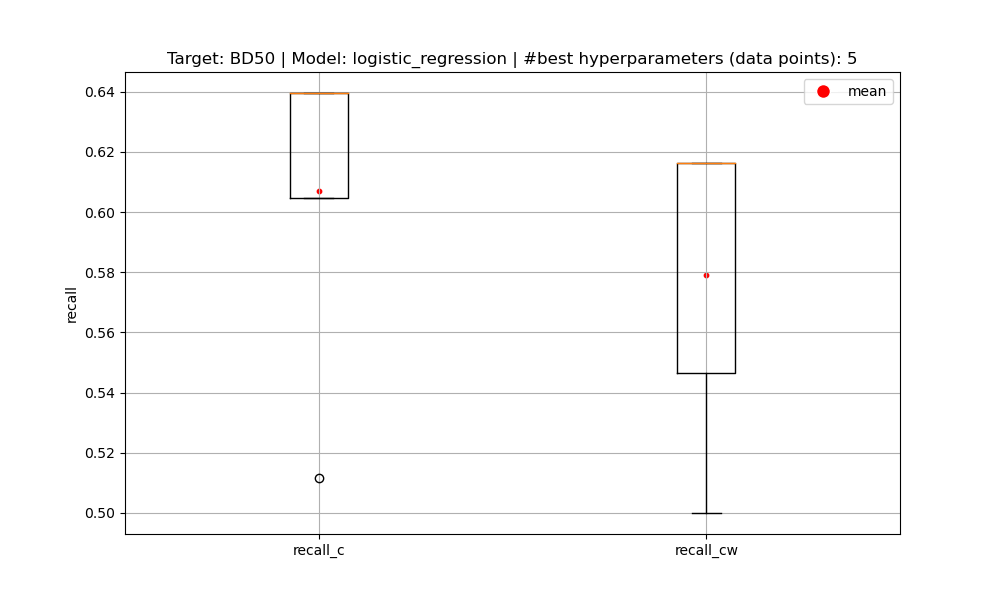 Target: BD50 | Model: logistic_regression | #best hyperparameters (data points): 5
mean
0.64
0.62
0.60
0.58
0.56
0.54
0.52
0.50
recall
recall_c
recall_cw